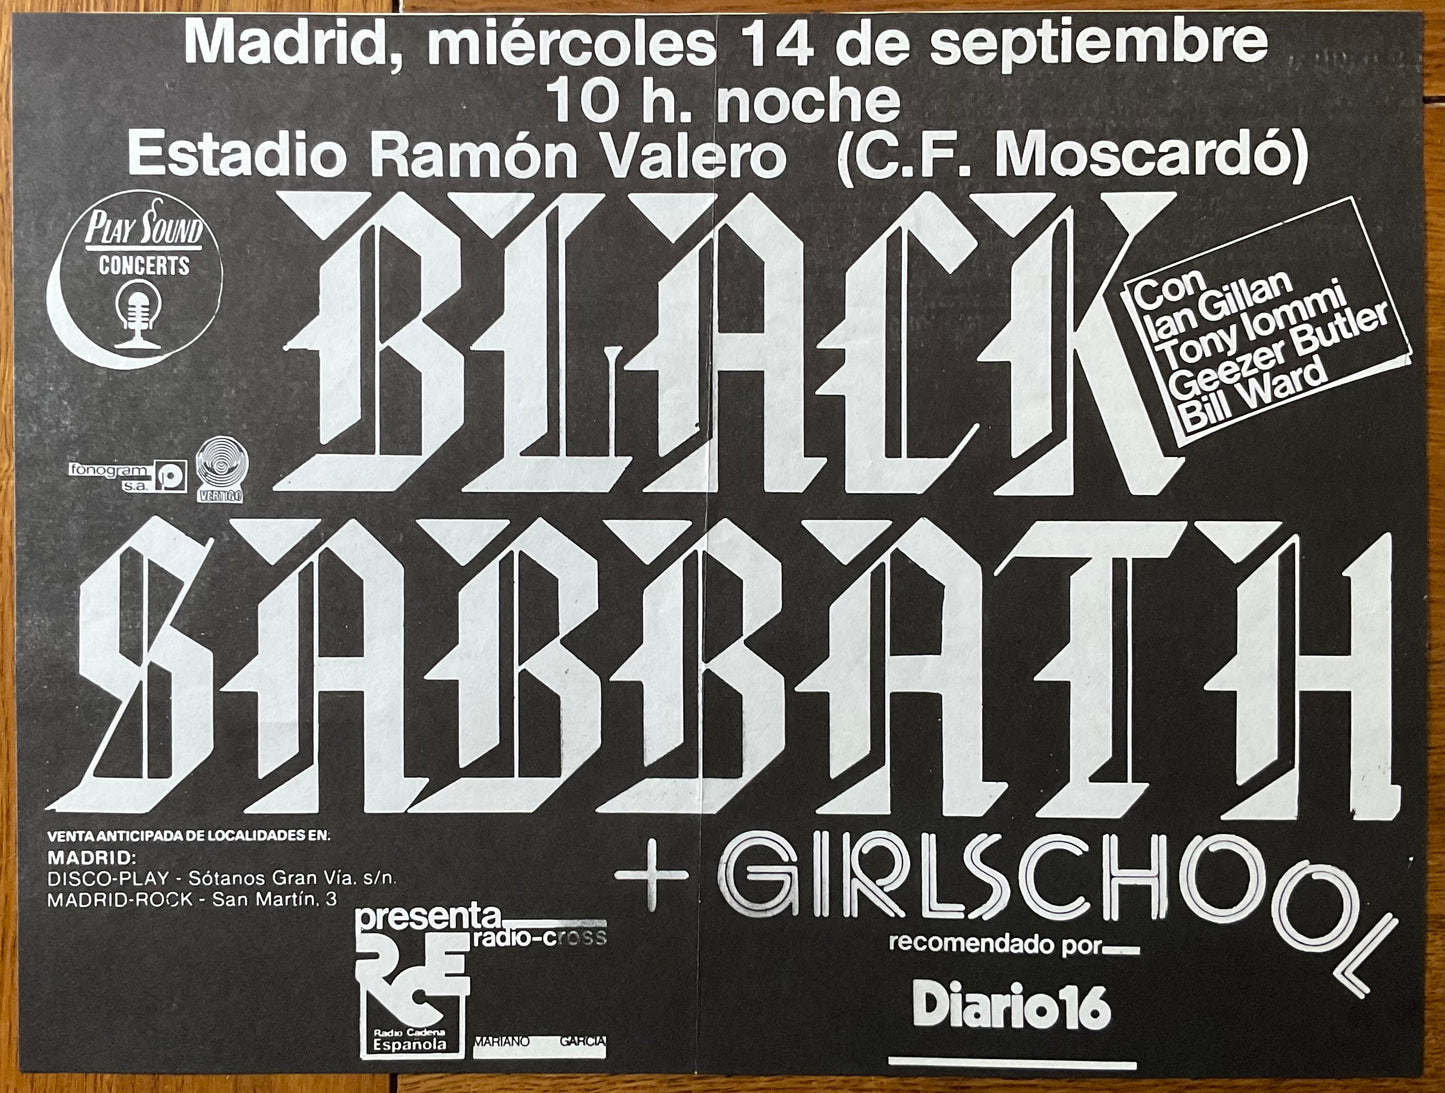 Madrid, miércoles 14 de septiembre
10 h. noche
Estadio Ramón Valero (C.F. Moscardó)
PLAY SOUND
CONCERTS
BLACK
Con
Ian Gillan
Tony Iommi
Geezer Butler
Bill Ward
fonogram
s.a.
VERTIGO
SABBATH
VENTA ANTICIPADA DE LOCALIDADES EN:
MADRID:
DISCO-PLAY - Sótanos Gran Vía, s/n.
MADRID-ROCK - San Martín, 3
+ GIRLSCHOOL
presenta
radio-cross
RCE
Radio Cadena
Española
MARIANO GARCIA
recomendado por
Diario16